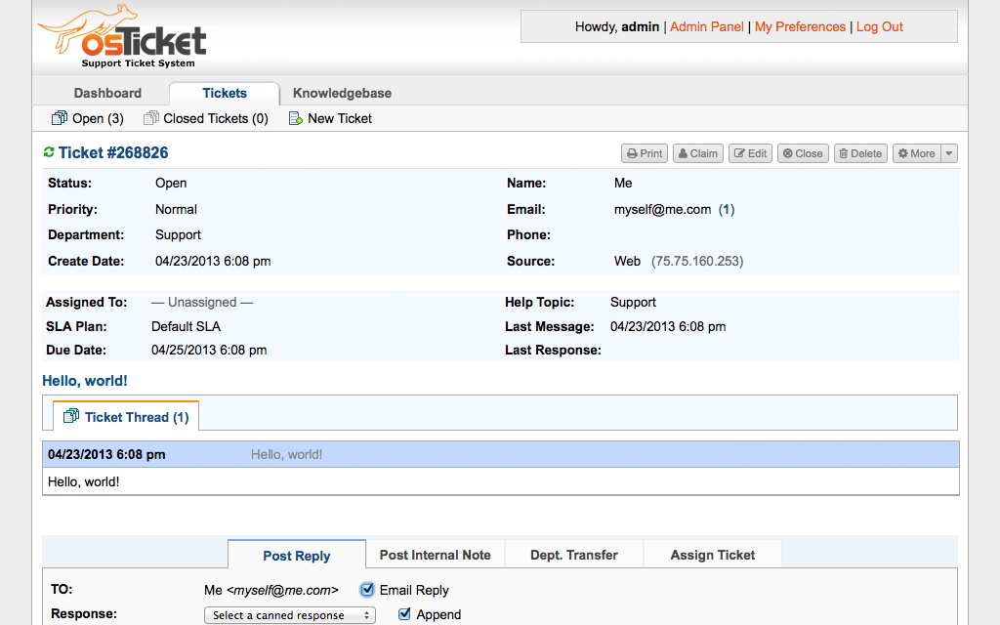 osTicket
Support Ticket System
Howdy, admin | Admin Panel | My Preferences | Log Out
Dashboard Tickets Knowledgebase
Open (3) Closed Tickets (0) New Ticket
Ticket #268826 Print Claim Edit Close Delete More
Status: Open Name: Me
Priority: Normal Email: myself@me.com (1)
Department: Support Phone:
Create Date: 04/23/2013 6:08 pm Source: Web (75.75.160.253)
Assigned To: — Unassigned — Help Topic: Support
SLA Plan: Default SLA Last Message: 04/23/2013 6:08 pm
Due Date: 04/25/2013 6:08 pm Last Response:
Hello, world!
Ticket Thread (1)
04/23/2013 6:08 pm Hello, world!
Hello, world!
Post Reply Post Internal Note Dept. Transfer Assign Ticket
TO: Me <myself@me.com> Email Reply
Response: Select a canned response Append